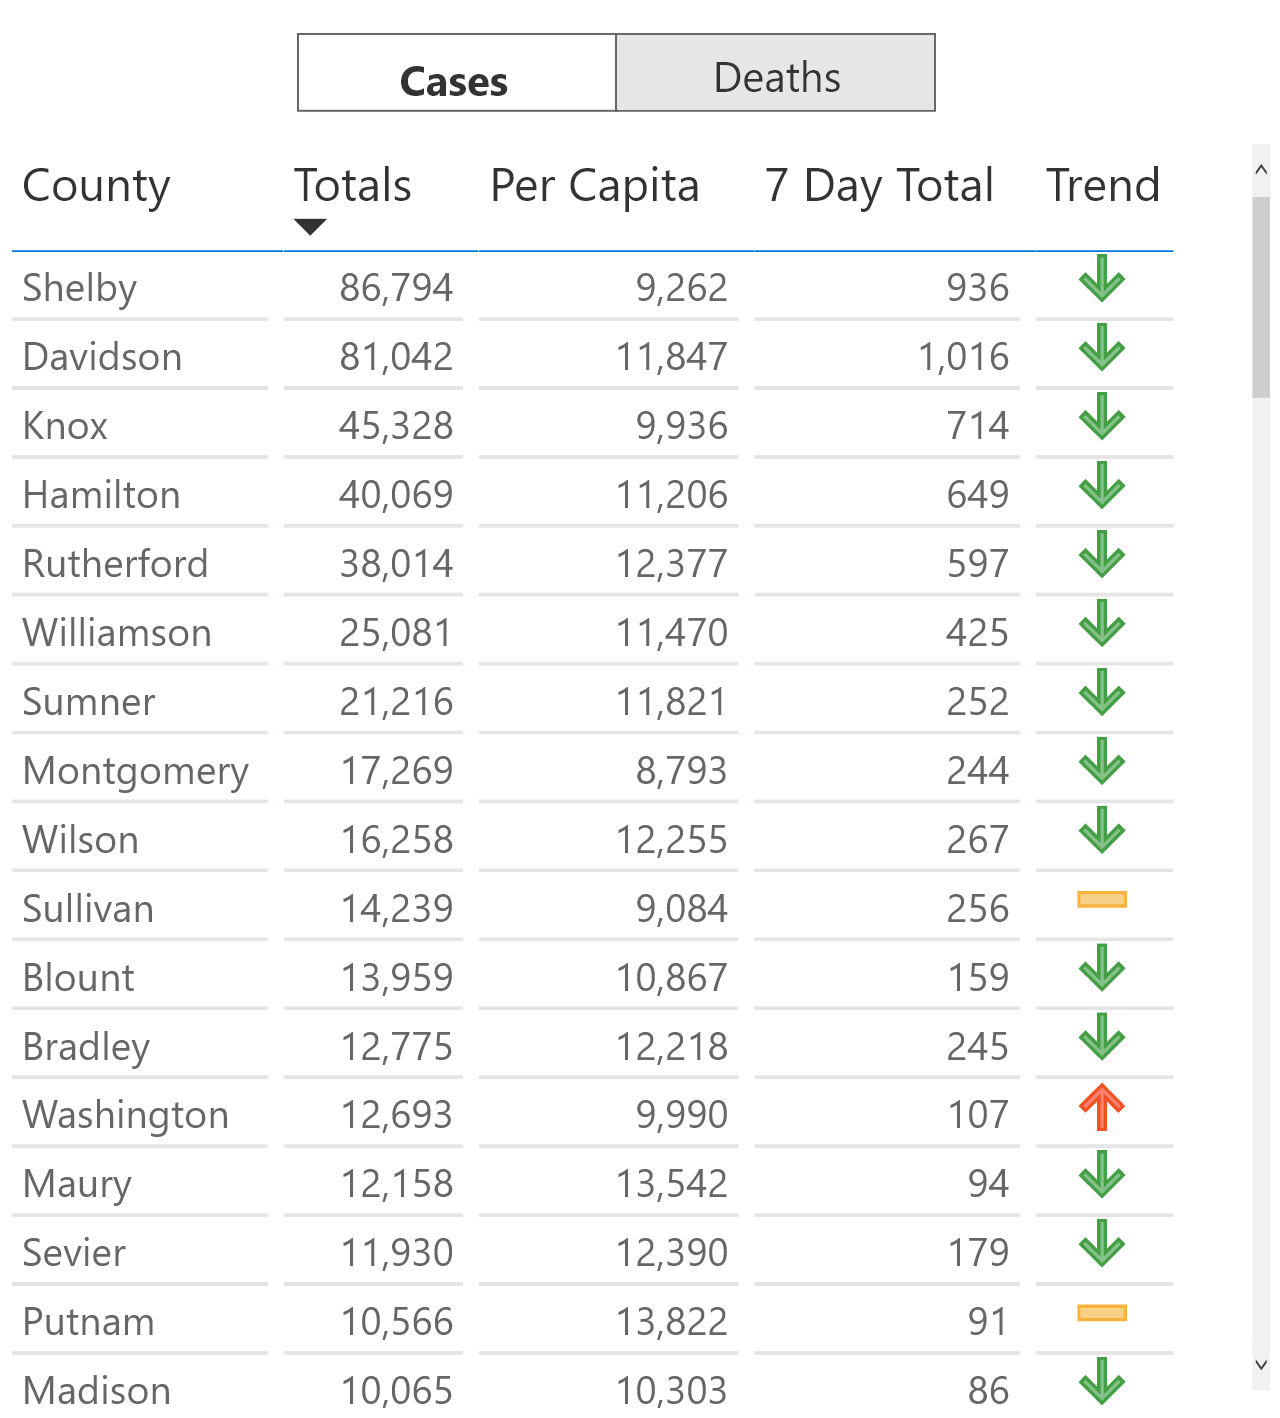 Cases Deaths
County Totals Per Capita 7 Day Total Trend
Shelby 86,794 9,262 936
Davidson 81,042 11,847 1,016
Knox 45,328 9,936 714
Hamilton 40,069 11,206 649
Rutherford 38,014 12,377 597
Williamson 25,081 11,470 425
Sumner 21,216 11,821 252
Montgomery 17,269 8,793 244
Wilson 16,258 12,255 267
Sullivan 14,239 9,084 256
Blount 13,959 10,867 159
Bradley 12,775 12,218 245
Washington 12,693 9,990 107
Maury 12,158 13,542 94
Sevier 11,930 12,390 179
Putnam 10,566 13,822 91
Madison 10,065 10,303 86